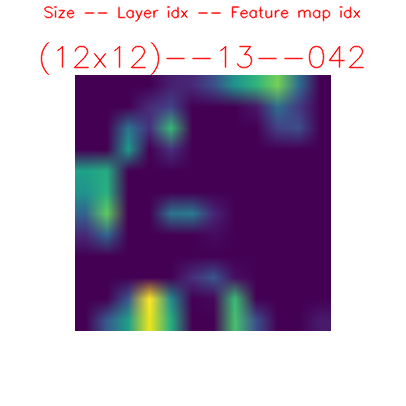 Size -- Layer idx -- Feature map idx
(12x12)--13--042